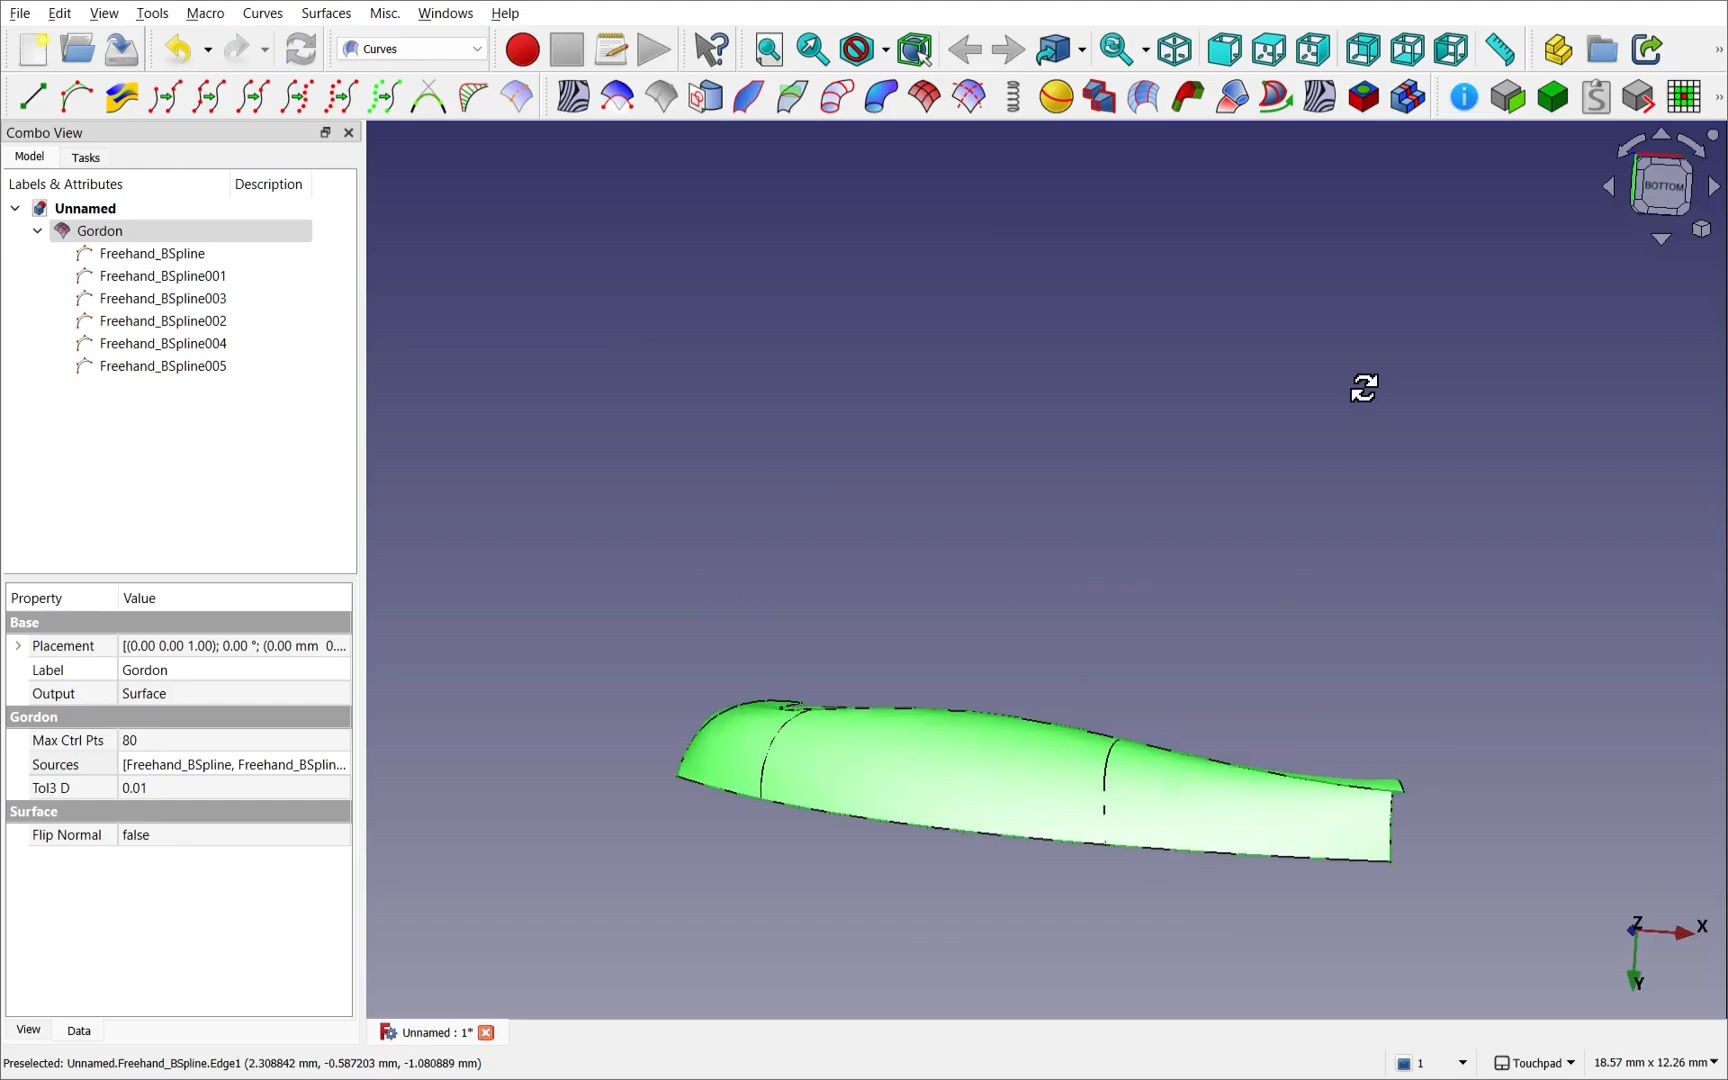 File Edit View Tools Macro Curves Surfaces Misc. Windows Help
Curves
Combo View
Model Tasks
Labels & Attributes Description
Unnamed
Gordon
Freehand_BSpline
Freehand_BSpline001
Freehand_BSpline003
Freehand_BSpline002
Freehand_BSpline004
Freehand_BSpline005
BOTTOM
Property Value
Base
Placement [(0.00 0.00 1.00); 0.00 °; (0.00 mm 0....
Label Gordon
Output Surface
Gordon
Max Ctrl Pts 80
Sources [Freehand_BSpline, Freehand_BSplin...
Tol3 D 0.01
Surface
Flip Normal false
Z X
Y
View Data
Unnamed : 1*
Preselected: Unnamed.Freehand_BSpline.Edge1 (2.308842 mm, -0.587203 mm, -1.080889 mm) 1 Touchpad 18.57 mm x 12.26 mm